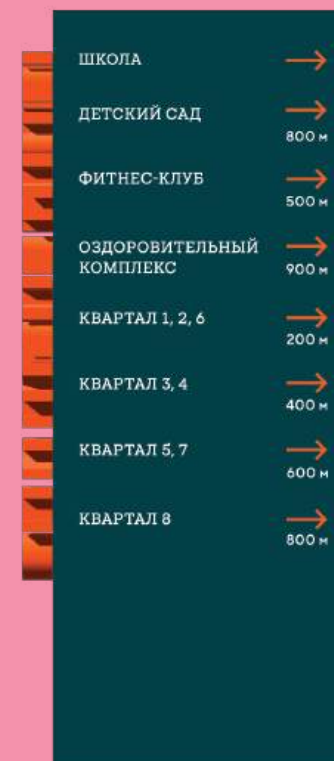 ШКОЛА
ДЕТСКИЙ САД
800 м
ФИТНЕС-КЛУБ
500 м
ОЗДОРОВИТЕЛЬНЫЙ
КОМПЛЕКС
900 м
КВАРТАЛ 1, 2, 6
200 м
КВАРТАЛ 3, 4
400 м
КВАРТАЛ 5, 7
600 м
КВАРТАЛ 8
800 м